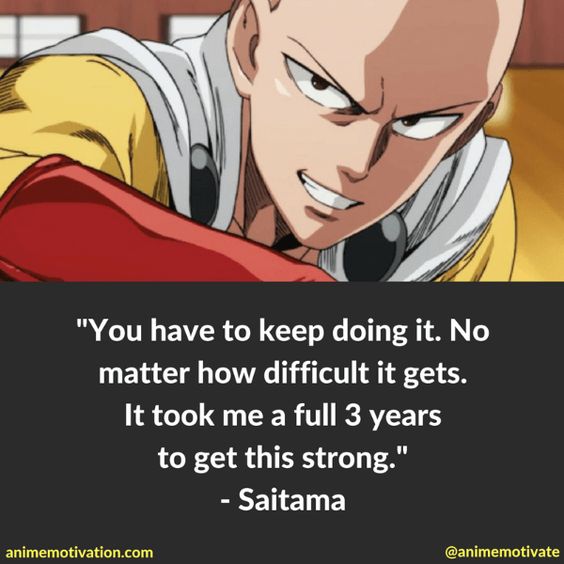 "You have to keep doing it. No
matter how difficult it gets.
It took me a full 3 years
to get this strong."
- Saitama
animemotivation.com
@animemotivate